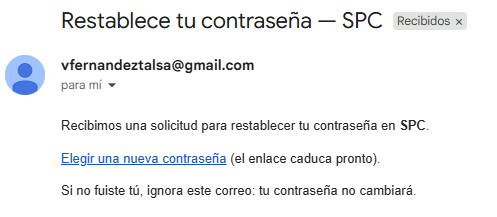 Restablece tu contraseña — SPC Recibidos ×
vfernandeztalsa@gmail.com
para mí
Recibimos una solicitud para restablecer tu contraseña en SPC.
Elegir una nueva contraseña (el enlace caduca pronto).
Si no fuiste tú, ignora este correo: tu contraseña no cambiará.